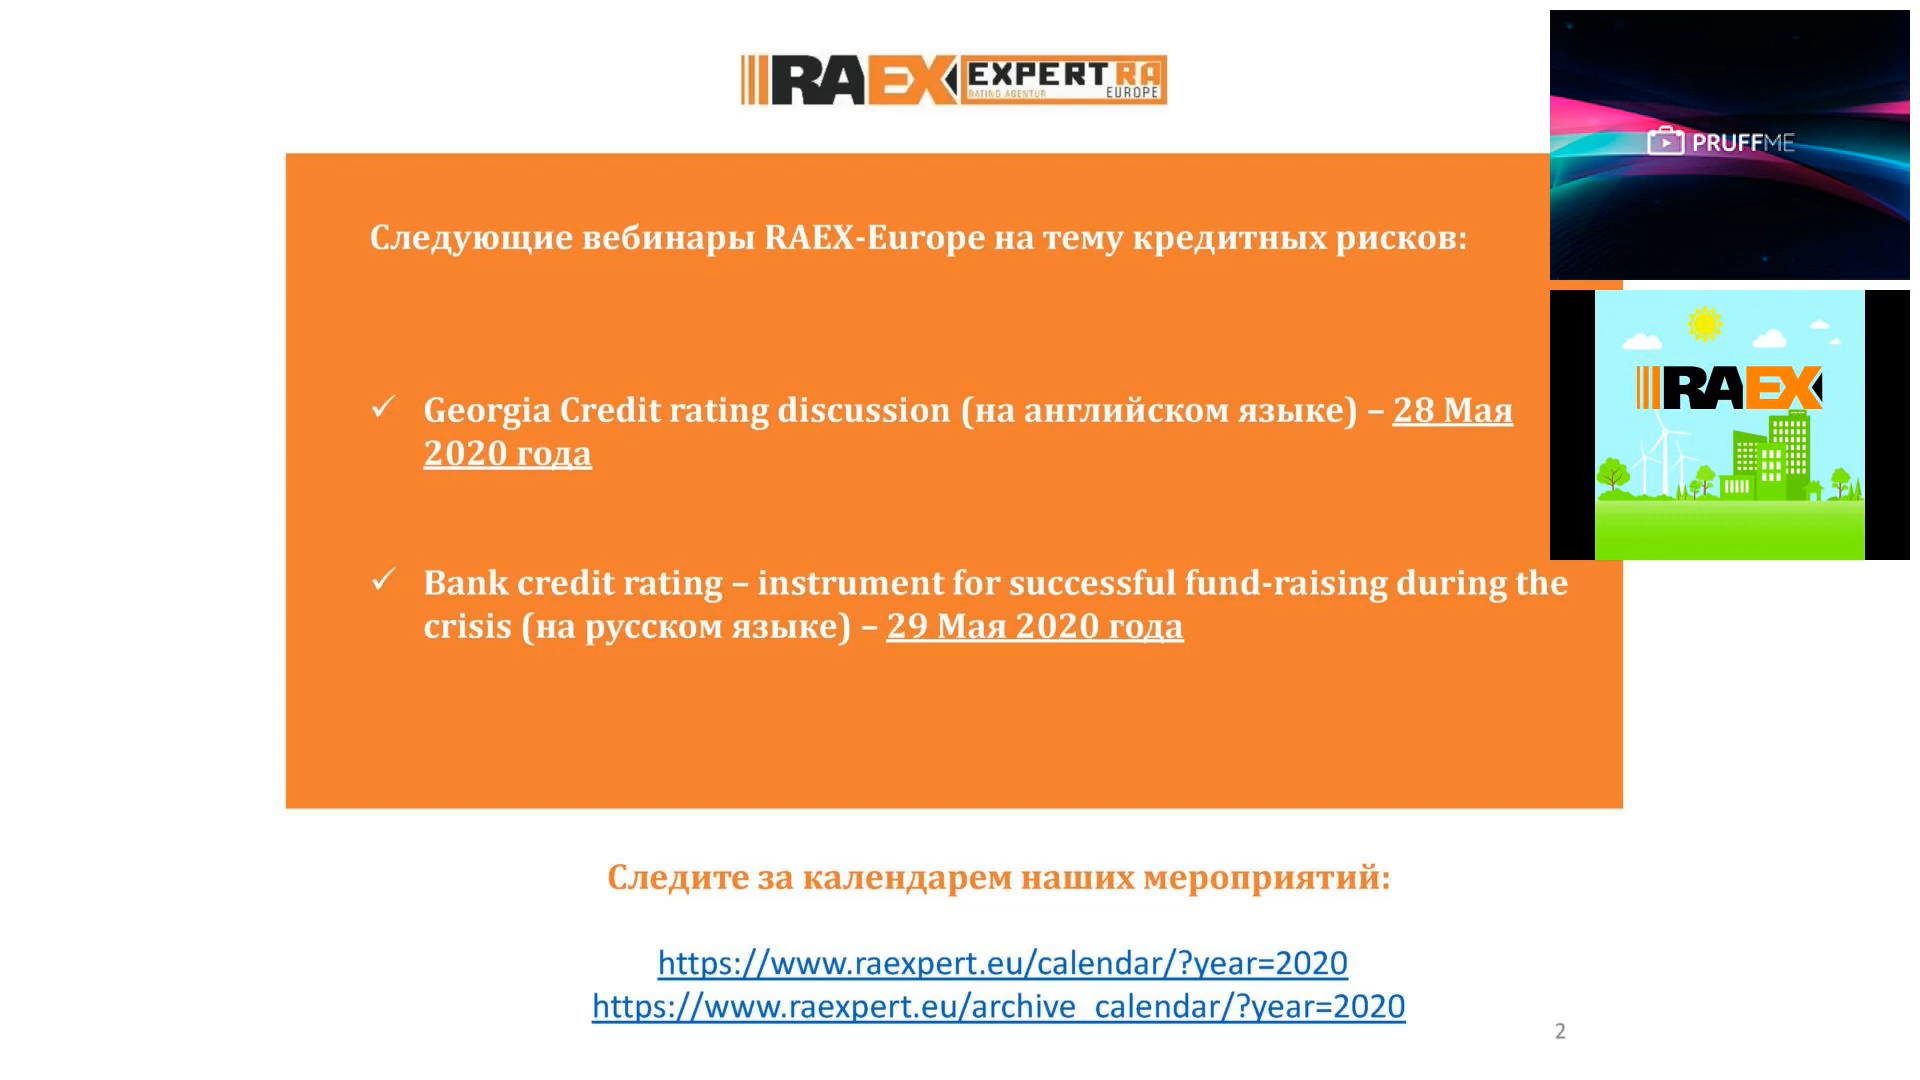 RAEX EXPERT RA
RATING AGENTUR EUROPE
PRUFFME
Следующие вебинары RAEX-Europe на тему кредитных рисков:
RAEX
✓ Georgia Credit rating discussion (на английском языке) – 28 Мая
2020 года
✓ Bank credit rating – instrument for successful fund-raising during the
crisis (на русском языке) – 29 Мая 2020 года
Следите за календарем наших мероприятий:
https://www.raexpert.eu/calendar/?year=2020
https://www.raexpert.eu/archive_calendar/?year=2020
2